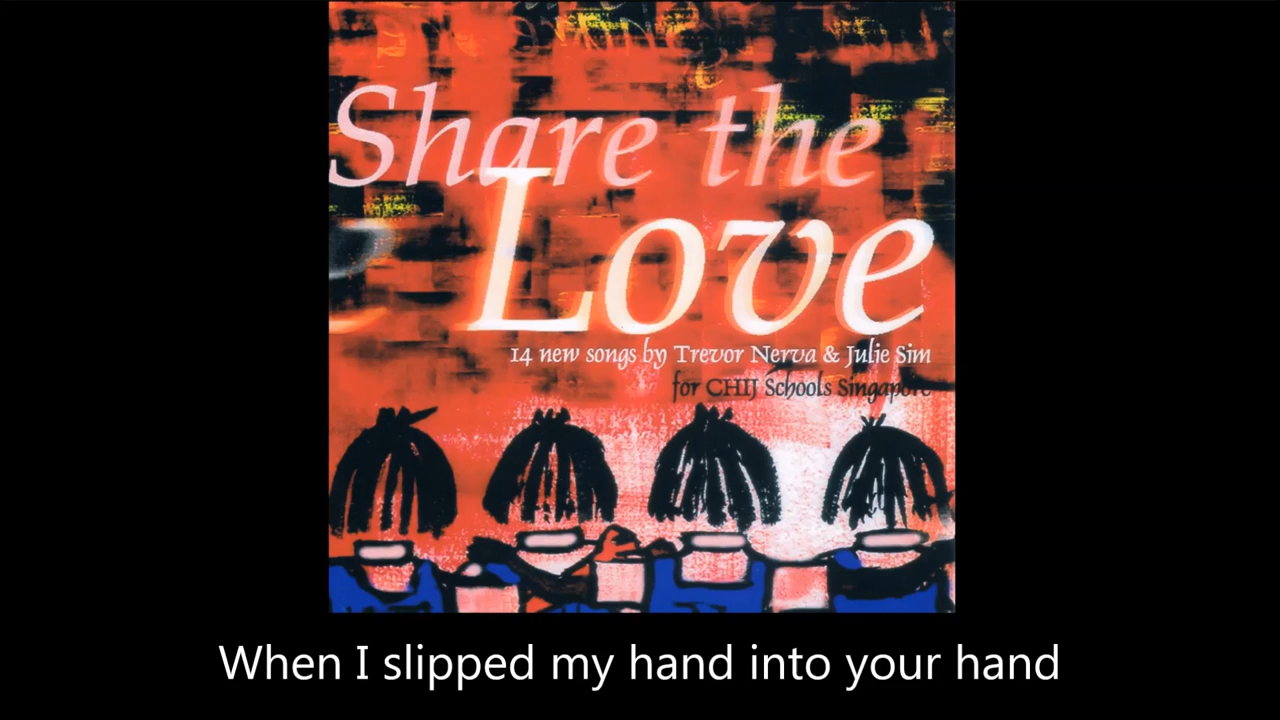 Share the
Love
14 new songs by Trevor Nerva & Julie Sim
for CHIJ Schools Singapore
When I slipped my hand into your hand